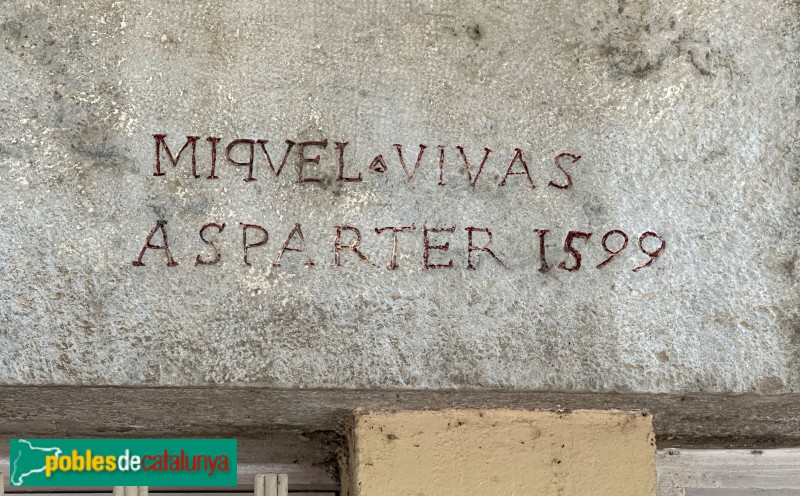 MIQVEL VIVAS
ASPARTER 1599
poblesdecatalunya